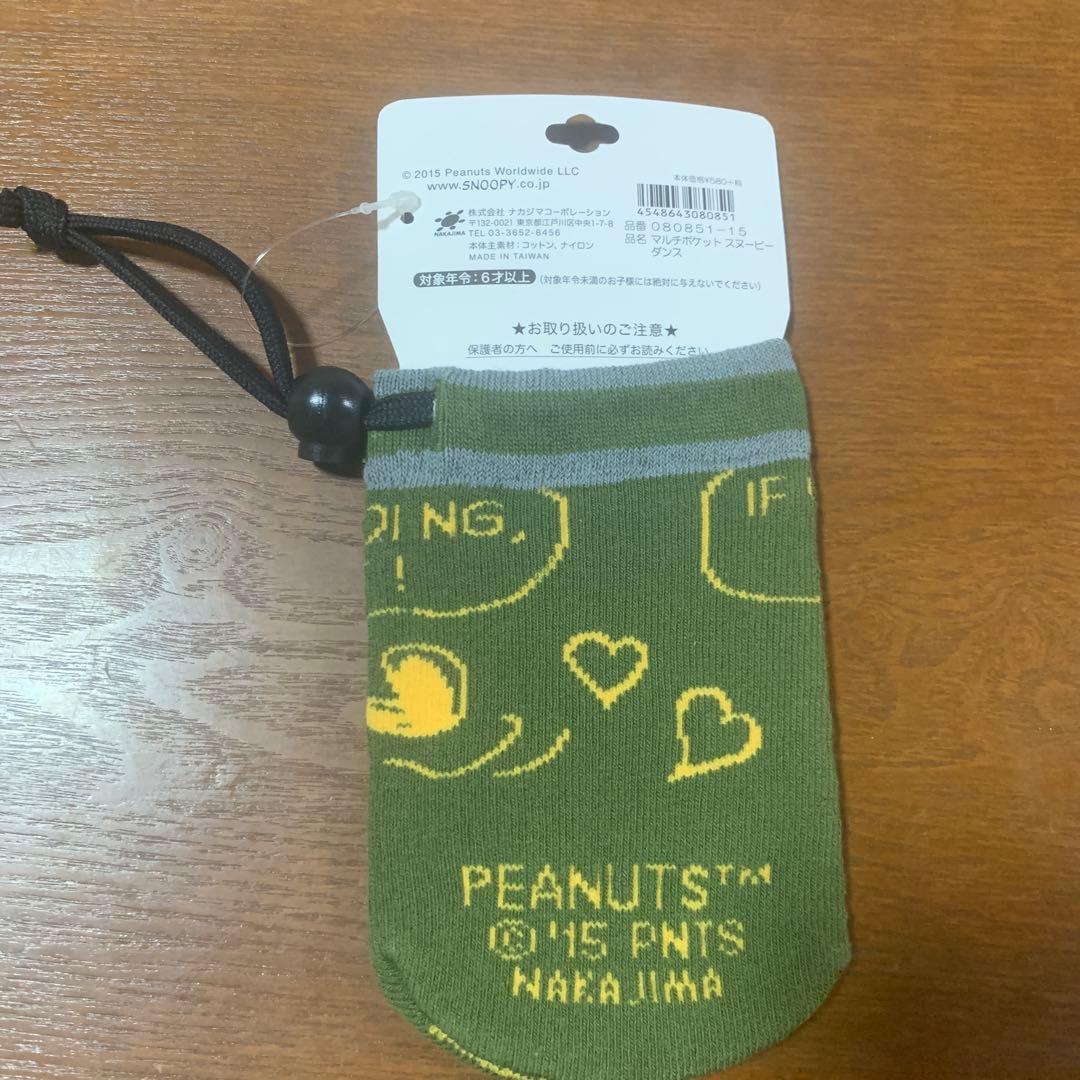 © 2015 Peanuts Worldwide LLC
www.SNOOPY.co.jp
NAKAJIMA
株式会社 ナカジマコーポレーション
〒132-0021 東京都江戸川区中央1-7-8
TEL 03-3652-8456
本体主素材:コットン、ナイロン
MADE IN TAIWAN
本体価格¥580+税
4548643080851
品番 080851-15
品名 マルチポケット スヌーピー
ダンス
対象年令:6才以上 (対象年令未満のお子様には絶対に与えないでください)
★お取り扱いのご注意★
保護者の方へ ご使用前に必ずお読みください。
ING,
!
IF
PEANUTS™
© '15 PNTS
NAKAJIMA